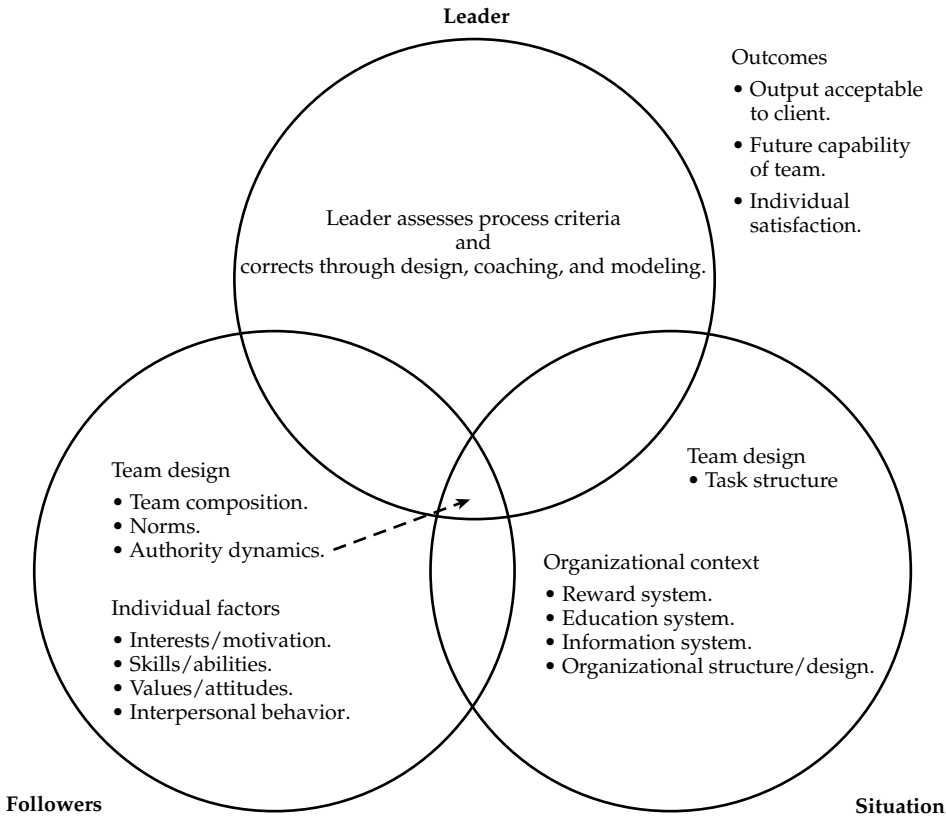 Leader
Outcomes
• Output acceptable
to client.
• Future capability
of team.
• Individual
satisfaction.
Leader assesses process criteria
and
corrects through design, coaching, and modeling.
Team design
• Team composition.
• Norms.
• Authority dynamics.
Individual factors
• Interests/motivation.
• Skills/abilities.
• Values/attitudes.
• Interpersonal behavior.
Team design
• Task structure
Organizational context
• Reward system.
• Education system.
• Information system.
• Organizational structure/design.
Followers
Situation